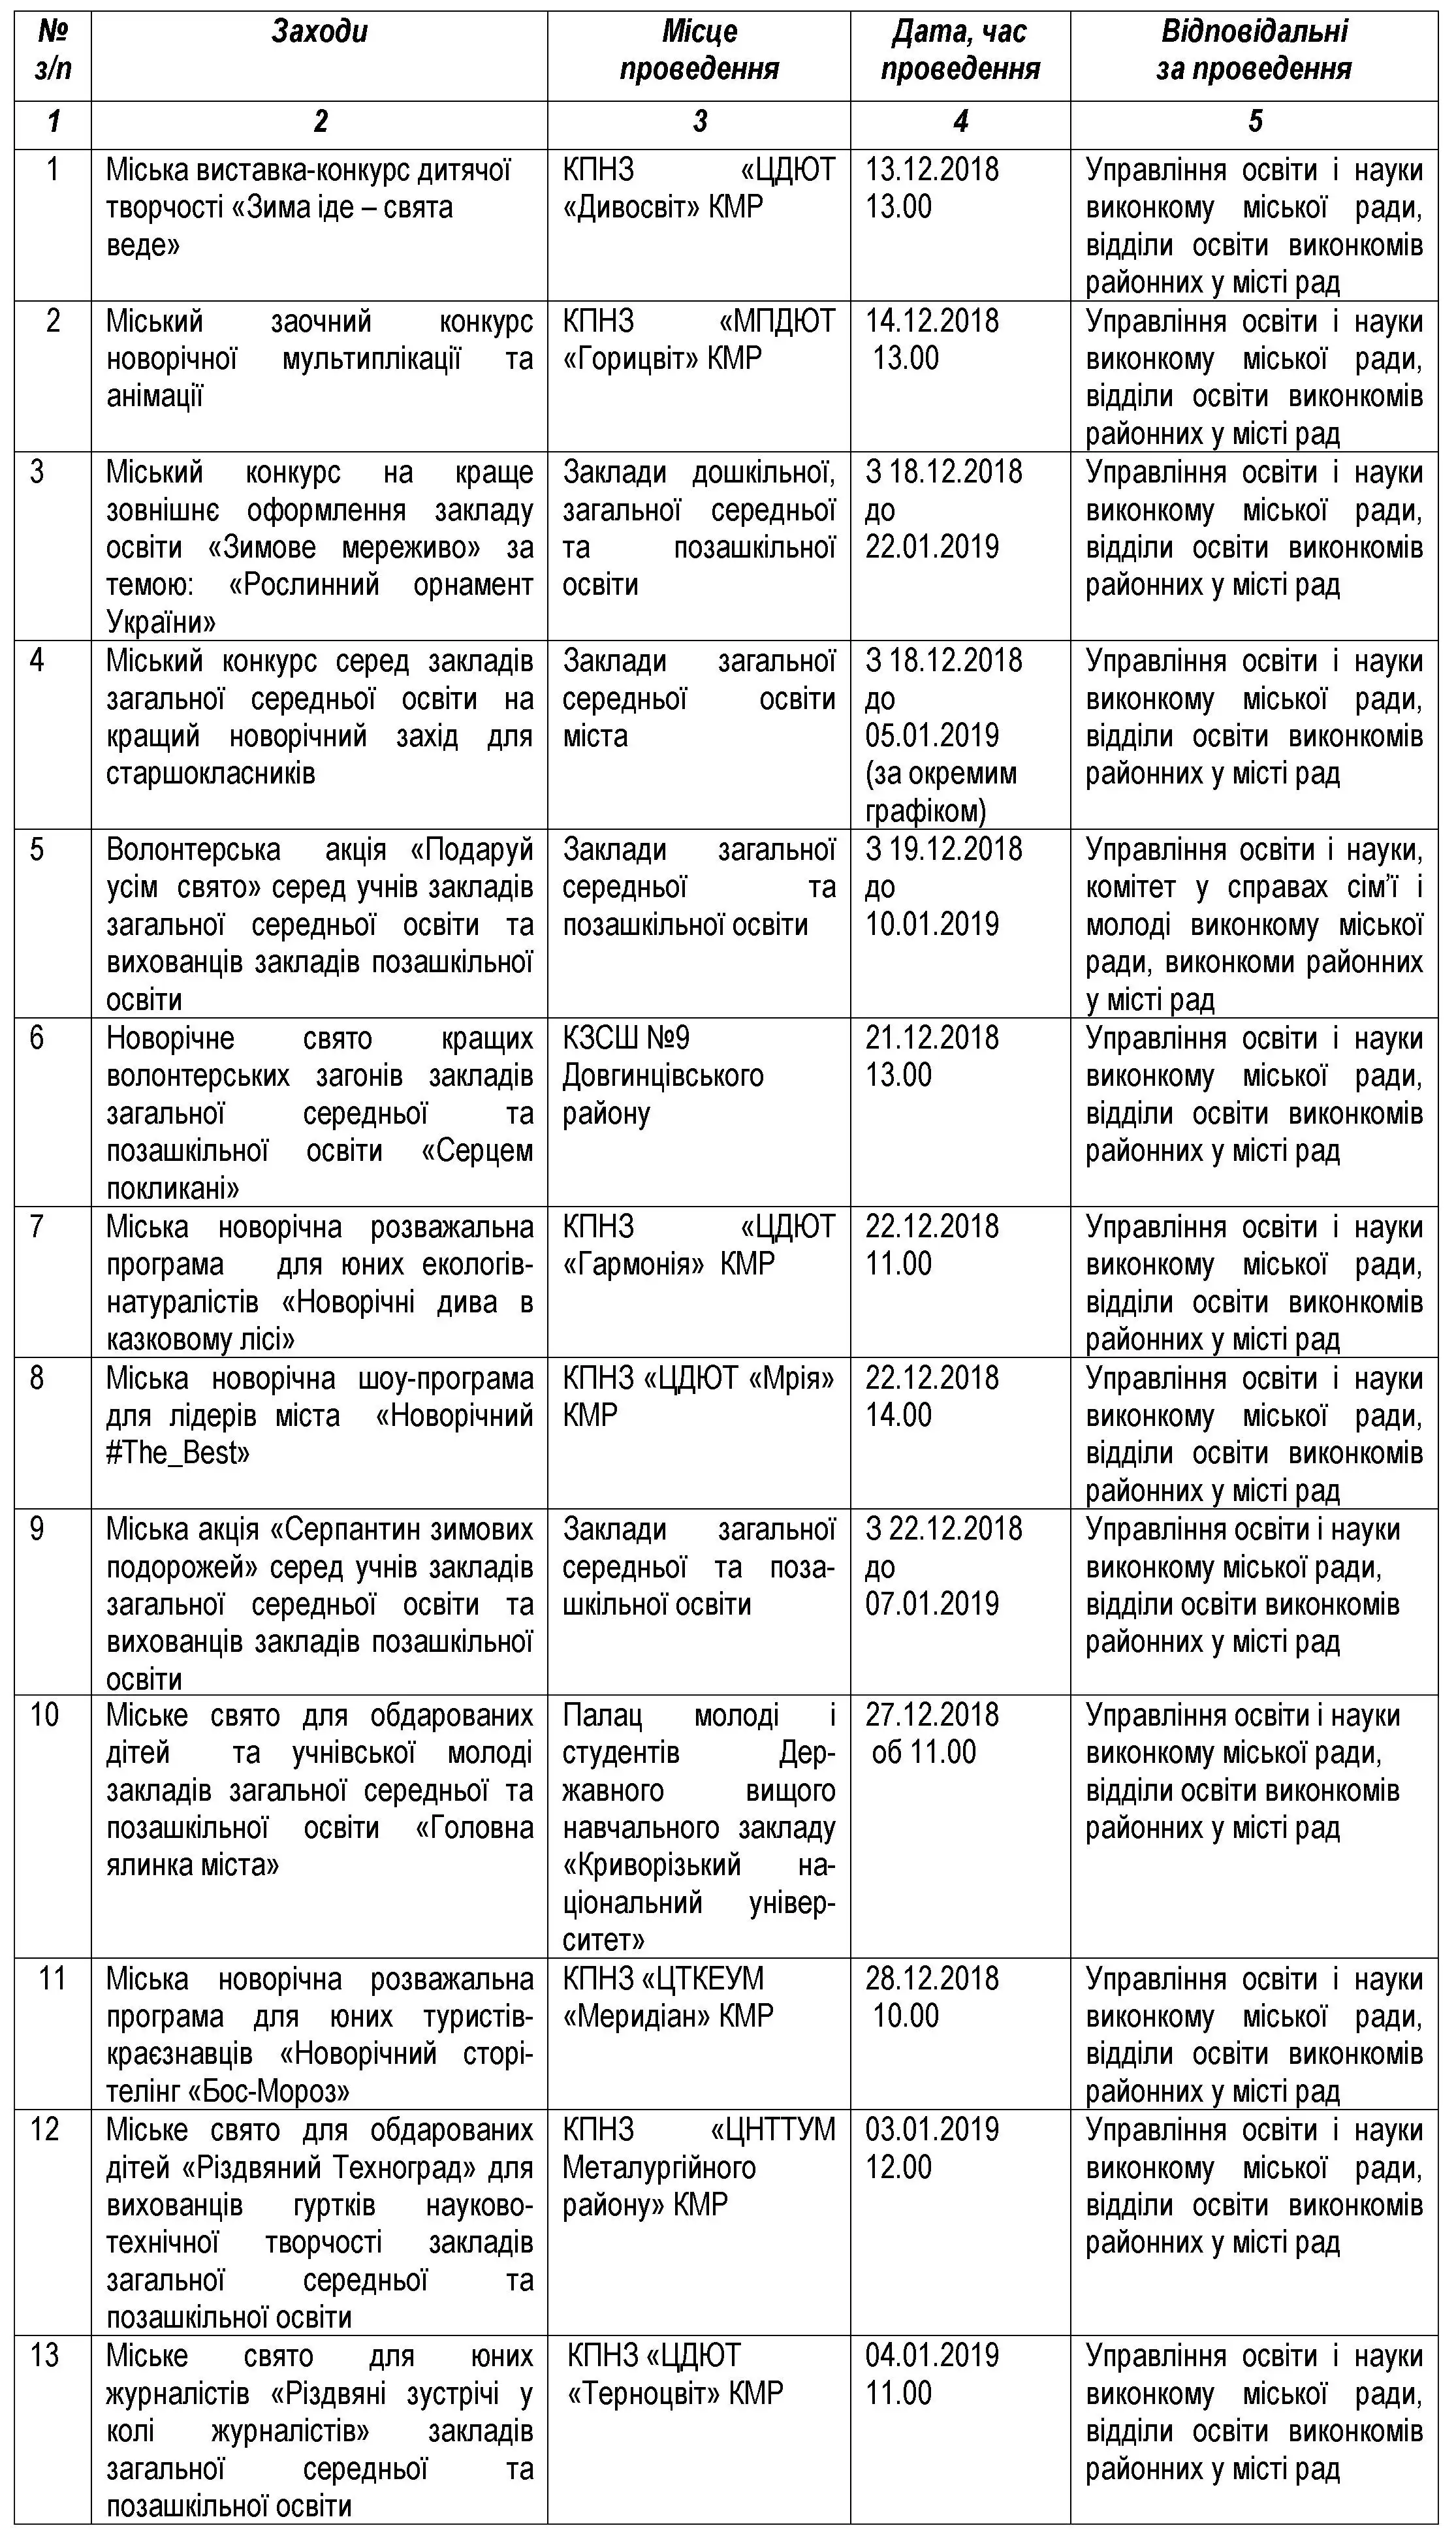 № з/п
Заходи
Місце
проведення
Дата, час
проведення
Відповідальні
за проведення
1
2
3
4
5
1
Міська виставка-конкурс дитячої
творчості «Зима іде – свята
веде»
КПНЗ «ЦДЮТ
«Дивосвіт» КМР
13.12.2018
13.00
Управління освіти і науки
виконкому міської ради,
відділи освіти виконкомів
районних у місті рад
2
Міський заочний конкурс
новорічної мультиплікації та
анімації
КПНЗ «МПДЮТ
«Горицвіт» КМР
14.12.2018
13.00
Управління освіти і науки
виконкому міської ради,
відділи освіти виконкомів
районних у місті рад
3
Міський конкурс на краще
зовнішнє оформлення закладу
освіти «Зимове мереживо» за
темою: «Рослинний орнамент
України»
Заклади дошкільної,
загальної середньої
та позашкільної
освіти
З 18.12.2018
до
22.01.2019
Управління освіти і науки
виконкому міської ради,
відділи освіти виконкомів
районних у місті рад
4
Міський конкурс серед закладів
загальної середньої освіти на
кращий новорічний захід для
старшокласників
Заклади загальної
середньої освіти
міста
З 18.12.2018
до
05.01.2019
(за окремим
графіком)
Управління освіти і науки
виконкому міської ради,
відділи освіти виконкомів
районних у місті рад
5
Волонтерська акція «Подаруй
усім свято» серед учнів закладів
загальної середньої освіти та
вихованців закладів позашкільної
освіти
Заклади загальної
середньої та
позашкільної освіти
З 19.12.2018
до
10.01.2019
Управління освіти і науки,
комітет у справах сім’ї і
молоді виконкому міської
ради, виконкоми районних
у місті рад
6
Новорічне свято кращих
волонтерських загонів закладів
загальної середньої та
позашкільної освіти «Серцем
покликані»
КЗСШ №9
Довгинцівського
району
21.12.2018
13.00
Управління освіти і науки
виконкому міської ради,
відділи освіти виконкомів
районних у місті рад
7
Міська новорічна розважальна
програма для юних екологів-
натуралістів «Новорічні дива в
казковому лісі»
КПНЗ «ЦДЮТ
«Гармонія» КМР
22.12.2018
11.00
Управління освіти і науки
виконкому міської ради,
відділи освіти виконкомів
районних у місті рад
8
Міська новорічна шоу-програма
для лідерів міста «Новорічний
#The_Best»
КПНЗ «ЦДЮТ «Мрія»
КМР
22.12.2018
14.00
Управління освіти і науки
виконкому міської ради,
відділи освіти виконкомів
районних у місті рад
9
Міська акція «Серпантин зимових
подорожей» серед учнів закладів
загальної середньої освіти та
вихованців закладів позашкільної
освіти
Заклади загальної
середньої та поза-
шкільної освіти
З 22.12.2018
до
07.01.2019
Управління освіти і науки
виконкому міської ради,
відділи освіти виконкомів
районних у місті рад
10
Міське свято для обдарованих
дітей та учнівської молоді
закладів загальної середньої та
позашкільної освіти «Головна
ялинка міста»
Палац молоді і
студентів Дер-
жавного вищого
навчального закладу
«Криворізький на-
ціональний універ-
ситет»
27.12.2018
об 11.00
Управління освіти і науки
виконкому міської ради,
відділи освіти виконкомів
районних у місті рад
11
Міська новорічна розважальна
програма для юних туристів-
краєзнавців «Новорічний сторі-
телінг «Бос-Мороз»
КПНЗ «ЦТКЕУМ
«Меридіан» КМР
28.12.2018
10.00
Управління освіти і науки
виконкому міської ради,
відділи освіти виконкомів
районних у місті рад
12
Міське свято для обдарованих
дітей «Різдвяний Техноград» для
вихованців гуртків науково-
технічної творчості закладів
загальної середньої та
позашкільної освіти
КПНЗ «ЦНТТУМ
Металургійного
району» КМР
03.01.2019
12.00
Управління освіти і науки
виконкому міської ради,
відділи освіти виконкомів
районних у місті рад
13
Міське свято для юних
журналістів «Різдвяні зустрічі у
колі журналістів» закладів
загальної середньої та
позашкільної освіти
КПНЗ «ЦДЮТ
«Терноцвіт» КМР
04.01.2019
11.00
Управління освіти і науки
виконкому міської ради,
відділи освіти виконкомів
районних у місті рад